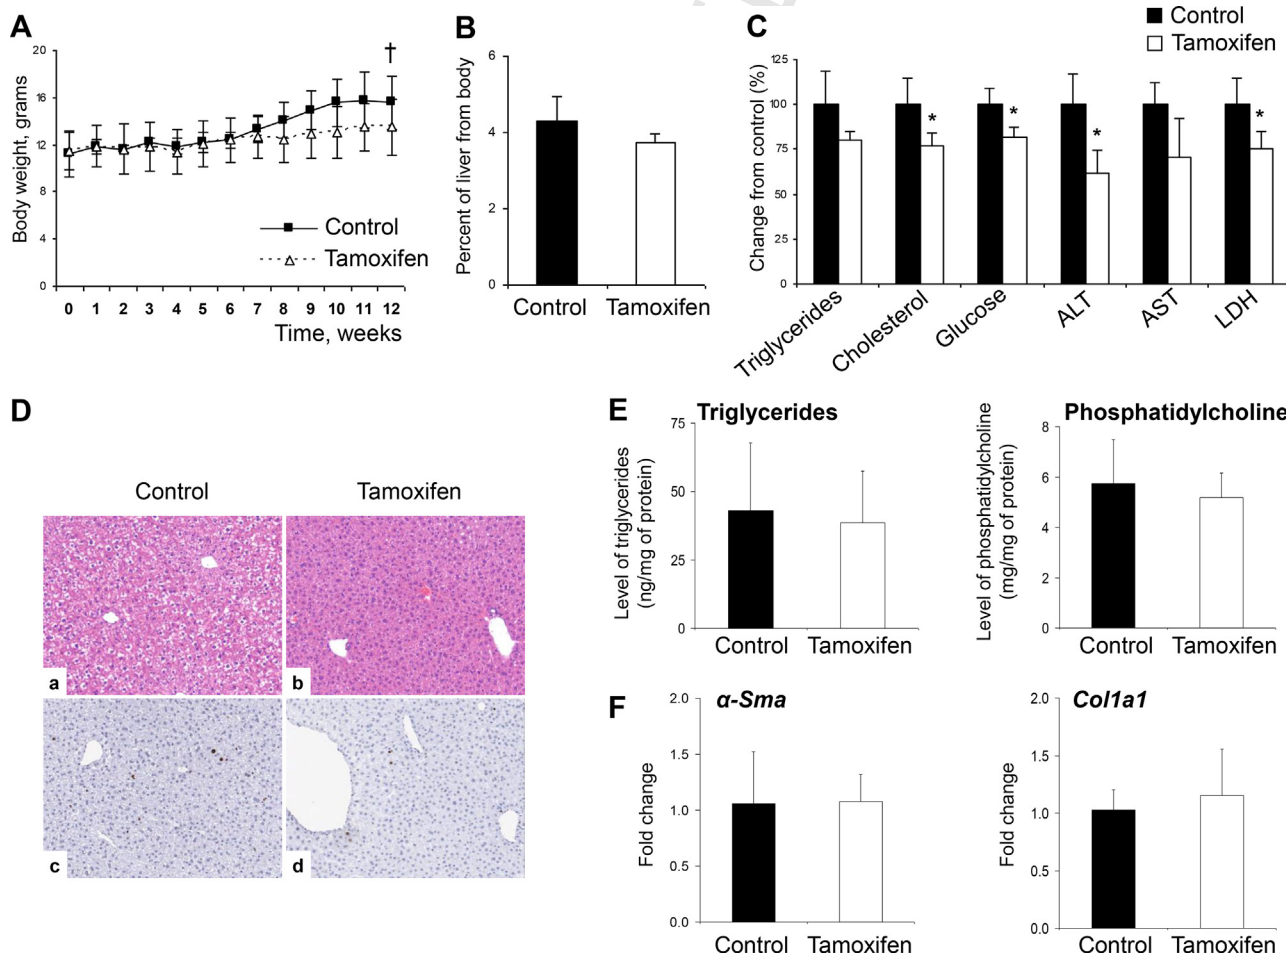 A
20
16
12
8
4
0
†
Body weight, grams
Control
Tamoxifen
0 1 2 3 4 5 6 7 8 9 10 11 12
Time, weeks
B
6
4
2
0
Percent of liver from body
Control Tamoxifen
C
Control
Tamoxifen
125
100
75
50
25
0
Change from control (%)
* * * *
Triglycerides Cholesterol Glucose ALT AST LDH
D
Control Tamoxifen
a b
c d
E
Triglycerides
75
50
25
0
Level of triglycerides
(ng/mg of protein)
Control Tamoxifen
Phosphatidylcholine
8
6
4
2
0
Level of phosphatidylcholine
(mg/mg of protein)
Control Tamoxifen
F
α-Sma
2.0
1.5
1.0
0.5
0.0
Fold change
Control Tamoxifen
Col1a1
2.0
1.5
1.0
0.5
0.0
Fold change
Control Tamoxifen